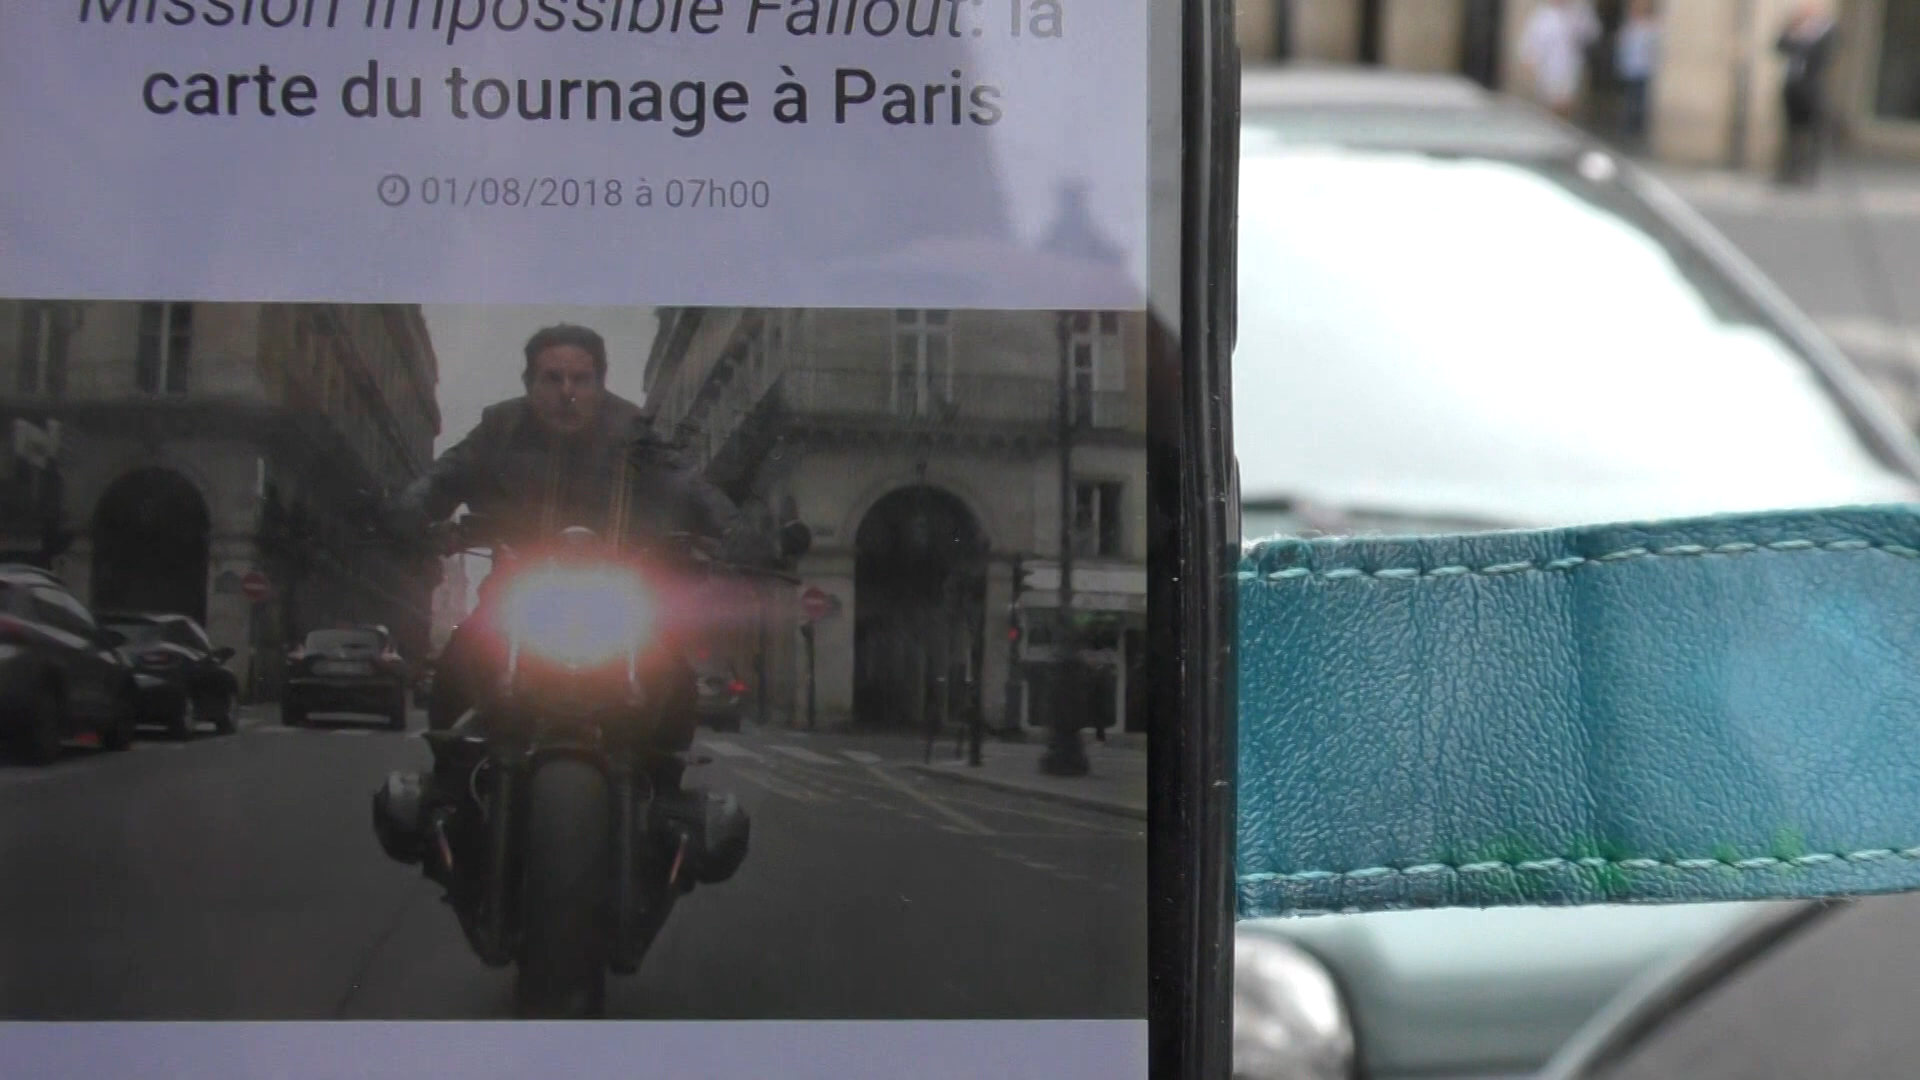 Mission Impossible Fallout: la
carte du tournage à Paris
01/08/2018 à 07h00